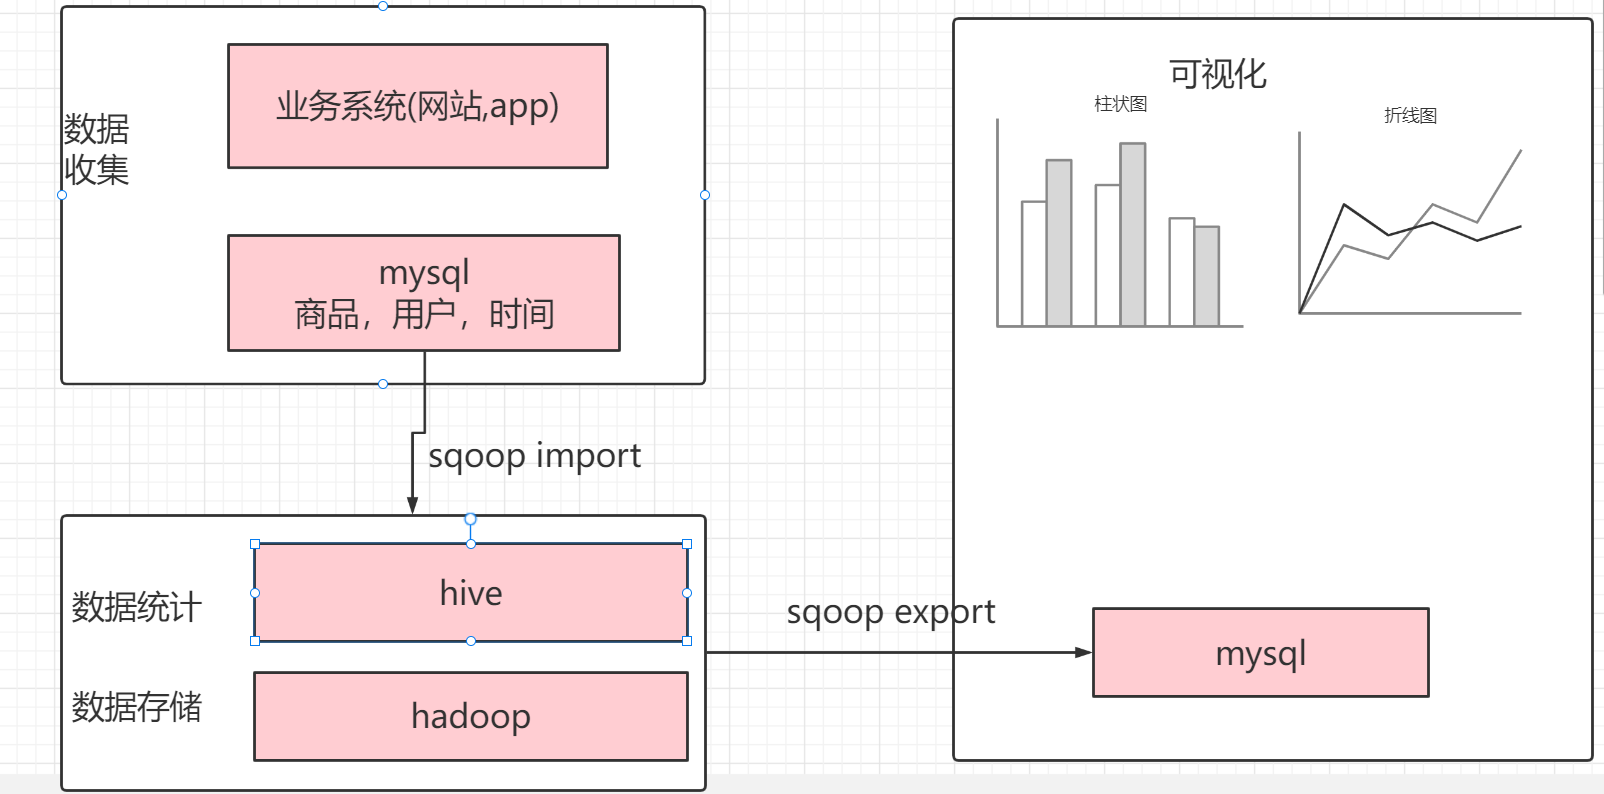 业务系统(网站,app)
数据
收集
mysql
商品，用户，时间
sqoop import
数据统计
hive
数据存储
hadoop
sqoop export
可视化
柱状图
折线图
mysql